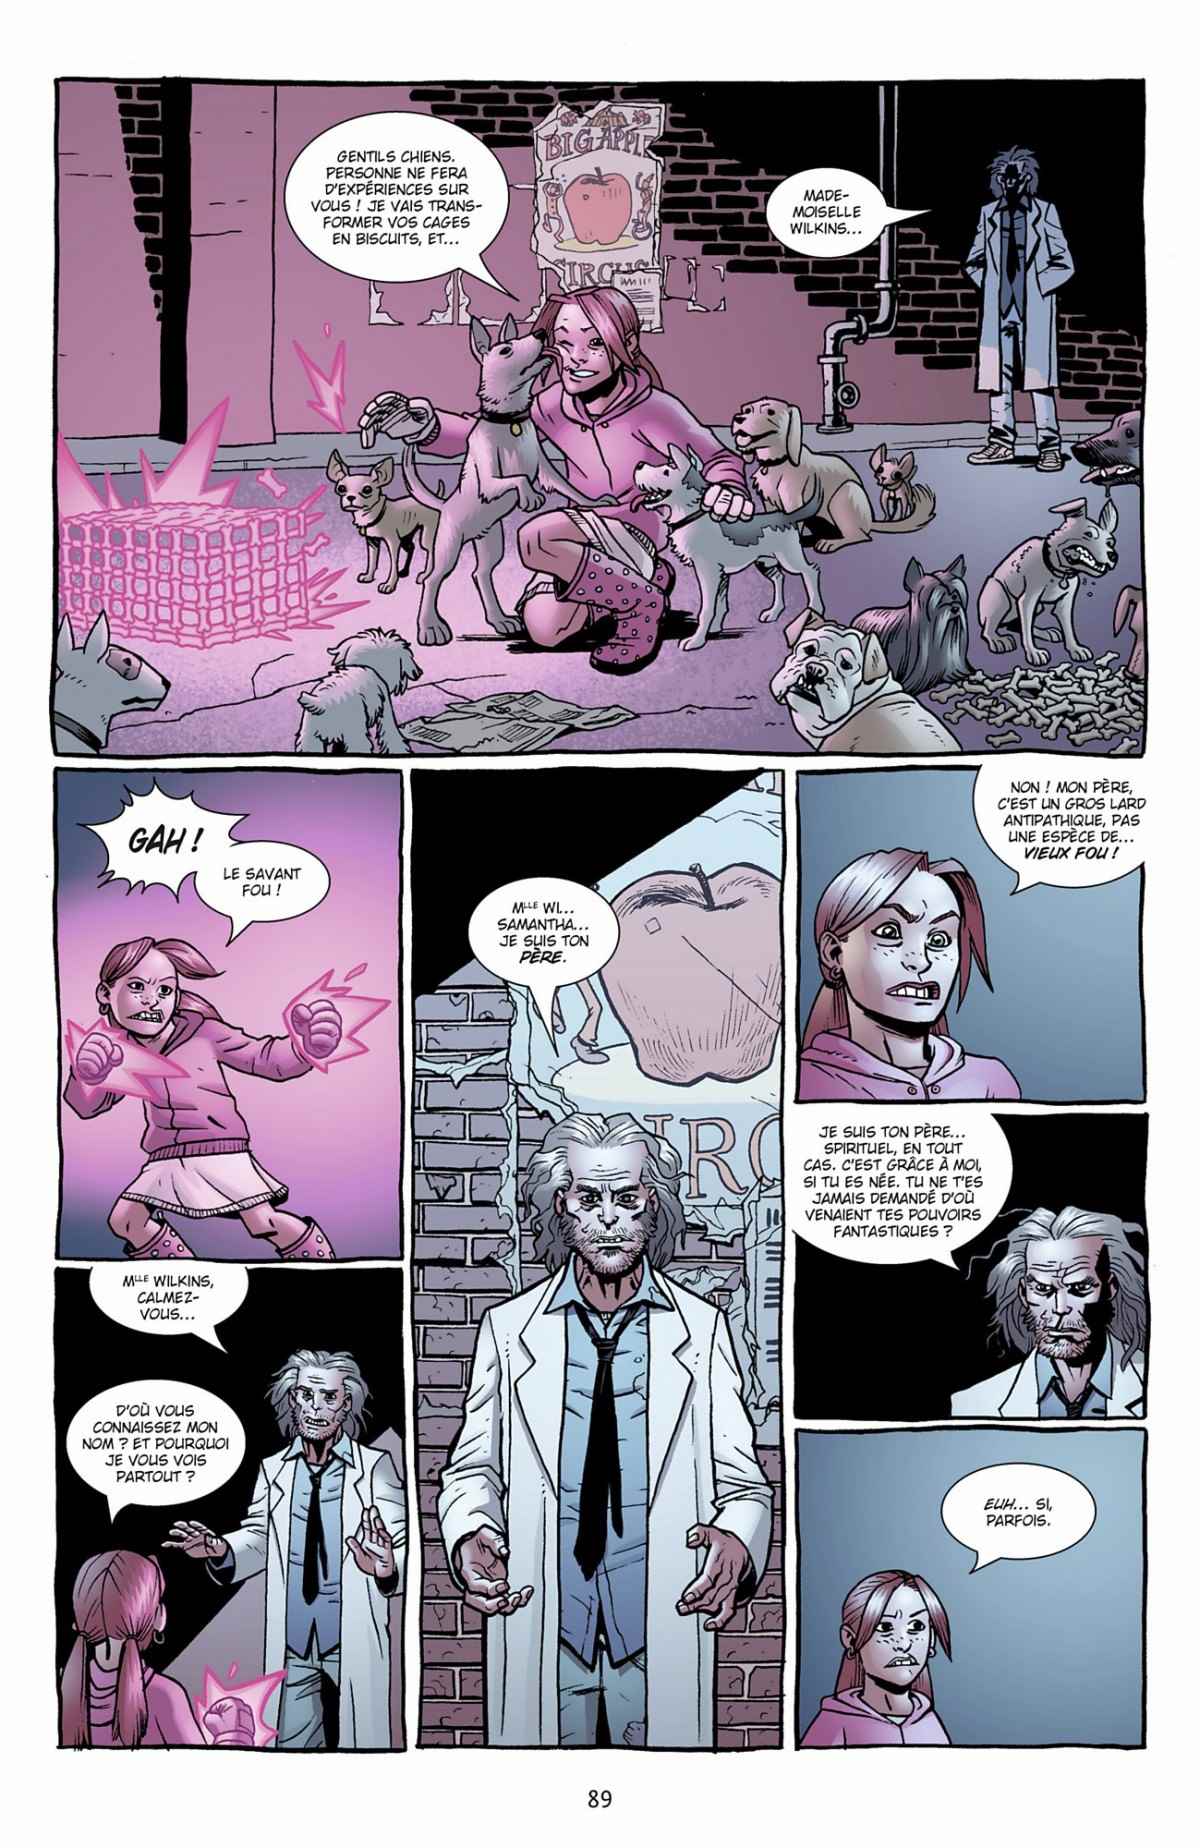 GENTILS CHIENS.
PERSONNE NE FERA
D'EXPÉRIENCES SUR
VOUS ! JE VAIS TRANS-
FORMER VOS CAGES
EN BISCUITS, ET...
BIG APPLE
CIRCUS
MADE-
MOISELLE
WILKINS...
GAH !
LE SAVANT
FOU !
MLLE WILKINS,
CALMEZ-
VOUS...
D'OÙ VOUS
CONNAISSEZ MON
NOM ? ET POURQUOI
JE VOUS VOIS
PARTOUT ?
MLLE WI...
SAMANTHA...
JE SUIS TON
PÈRE.
IRC
NON ! MON PÈRE,
C'EST UN GROS LARD
ANTIPATHIQUE, PAS
UNE ESPÈCE DE...
VIEUX FOU !
JE SUIS TON PÈRE...
SPIRITUEL, EN TOUT
CAS. C'EST GRÂCE À MOI,
SI TU ES NÉE. TU NE T'ES
JAMAIS DEMANDÉ D'OÙ
VENAIENT TES POUVOIRS
FANTASTIQUES ?
EUH... SI,
PARFOIS.
89